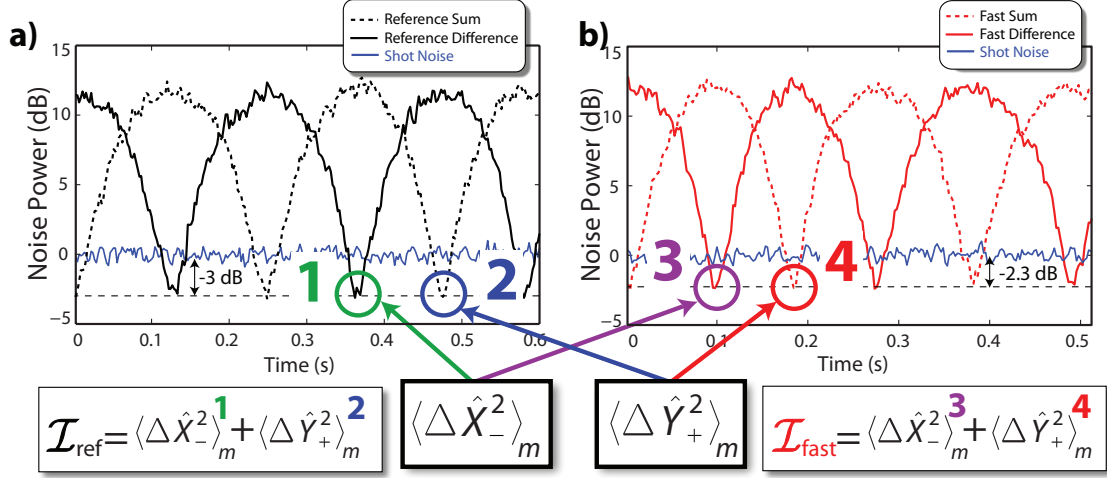 a)
Reference Sum
Reference Difference
Shot Noise
Noise Power (dB)
15
10
5
0
−5
-3 dB
1
2
0
0.1
0.2
0.3
0.4
0.5
0.6
Time (s)
b)
Fast Sum
Fast Difference
Shot Noise
Noise Power (dB)
15
10
5
0
−5
3
4
-2.3 dB
0
0.1
0.2
0.3
0.4
0.5
Time (s)
ℐref = ⟨Δ X̂₋²⟩ₘ¹ + ⟨Δ Ŷ₊²⟩ₘ²
⟨Δ X̂₋²⟩ₘ
⟨Δ Ŷ₊²⟩ₘ
ℐfast = ⟨Δ X̂₋²⟩ₘ³ + ⟨Δ Ŷ₊²⟩ₘ⁴